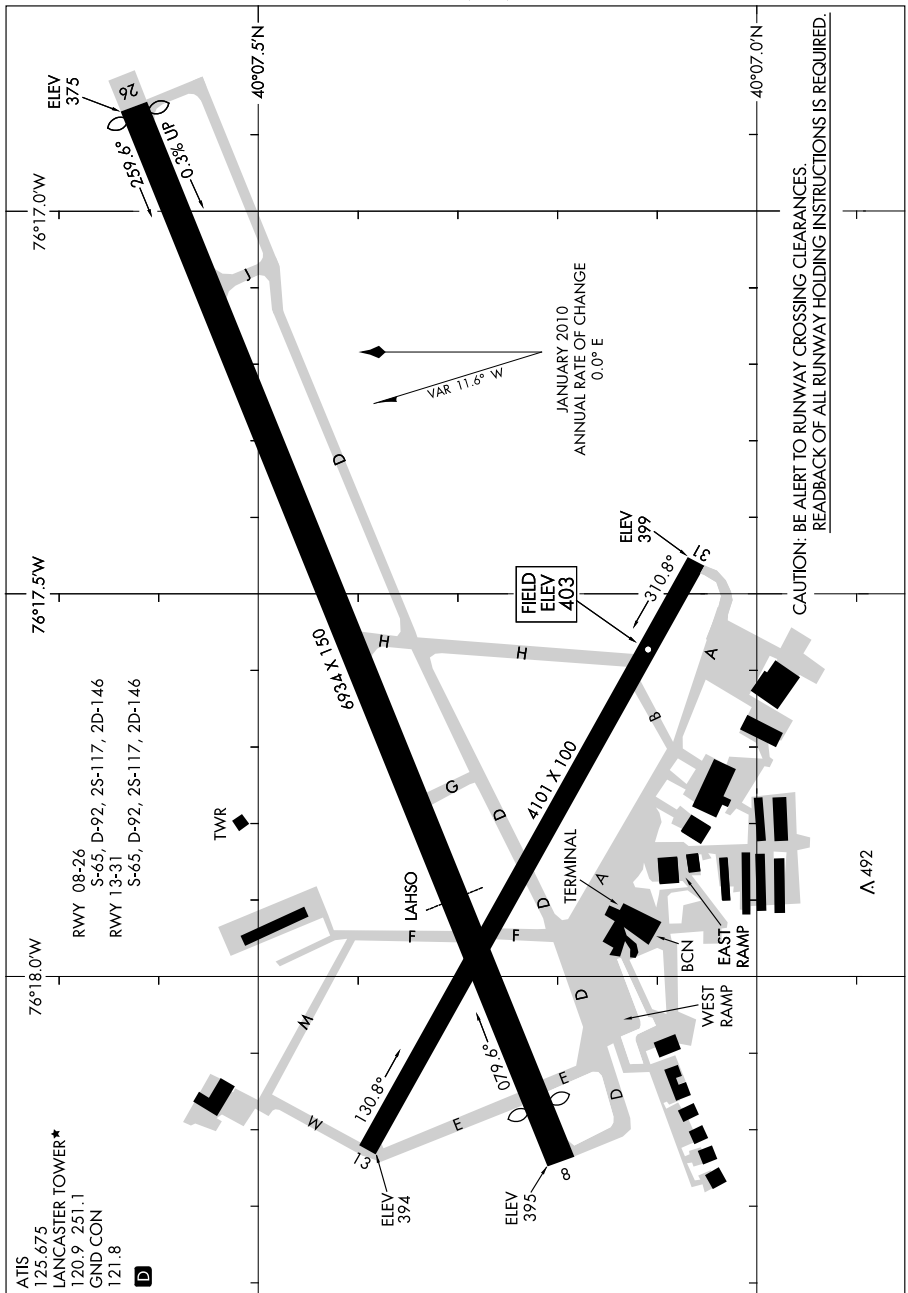 ATIS
125.675
LANCASTER TOWER★
120.9 251.1
GND CON
121.8
D
RWY 08-26
S-65, D-92, 2S-117, 2D-146
RWY 13-31
S-65, D-92, 2S-117, 2D-146
76°18.0'W
76°17.5'W
76°17.0'W
40°07.5'N
40°07.0'N
ELEV
375
26
259.6°
0.3% UP
J
D
VAR 11.6° W
JANUARY 2010
ANNUAL RATE OF CHANGE
0.0° E
6934 X 150
TWR
H
H
G
D
LAHSO
F
F
D
M
W
130.8°
13
ELEV
394
E
E
079.6°
8
ELEV
395
D
D
4101 X 100
FIELD
ELEV
403
310.8°
31
ELEV
399
A
B
A
TERMINAL
BCN
EAST
RAMP
WEST
RAMP
492
CAUTION: BE ALERT TO RUNWAY CROSSING CLEARANCES.
READBACK OF ALL RUNWAY HOLDING INSTRUCTIONS IS REQUIRED.